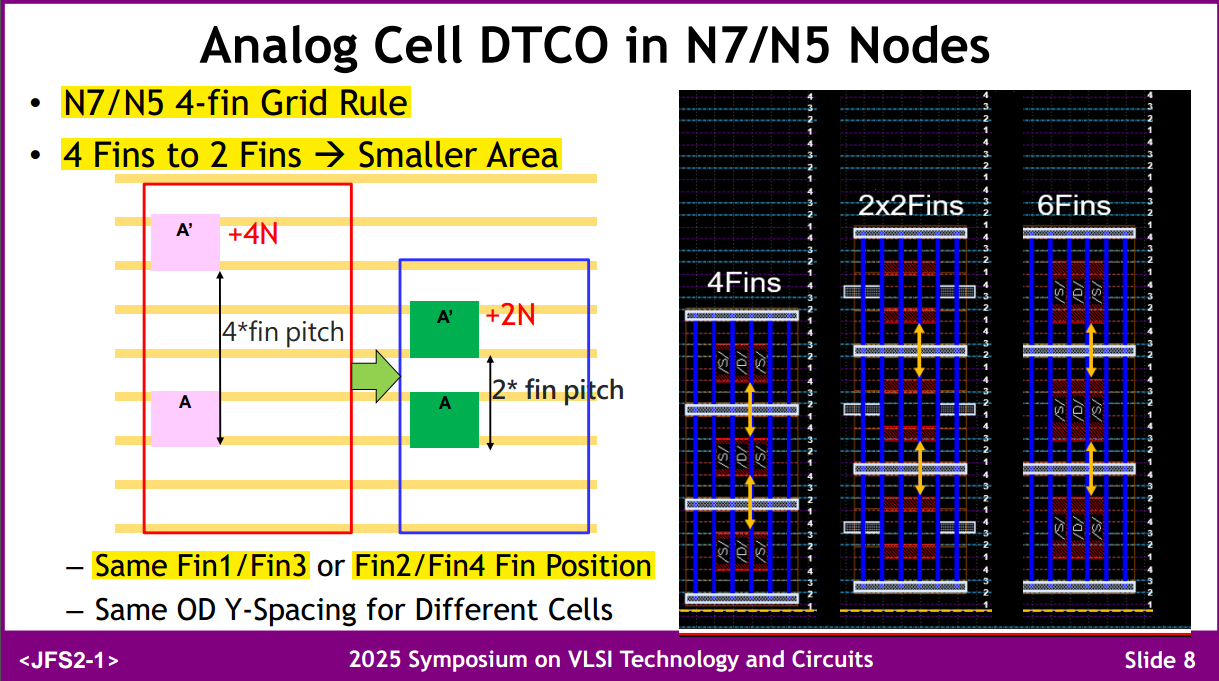 Analog Cell DTCO in N7/N5 Nodes
• N7/N5 4-fin Grid Rule
• 4 Fins to 2 Fins → Smaller Area
A'
+4N
4*fin pitch
A
A'
+2N
2* fin pitch
A
– Same Fin1/Fin3 or Fin2/Fin4 Fin Position
– Same OD Y-Spacing for Different Cells
4Fins
/S/ /D/ /S/
/S/ /D/ /S/
/S/ /D/ /S/
2x2Fins
6Fins
/S/ /D/ /S/
/S/ /D/ /S/
/S/ /D/ /S/
<JFS2-1>
2025 Symposium on VLSI Technology and Circuits
Slide 8